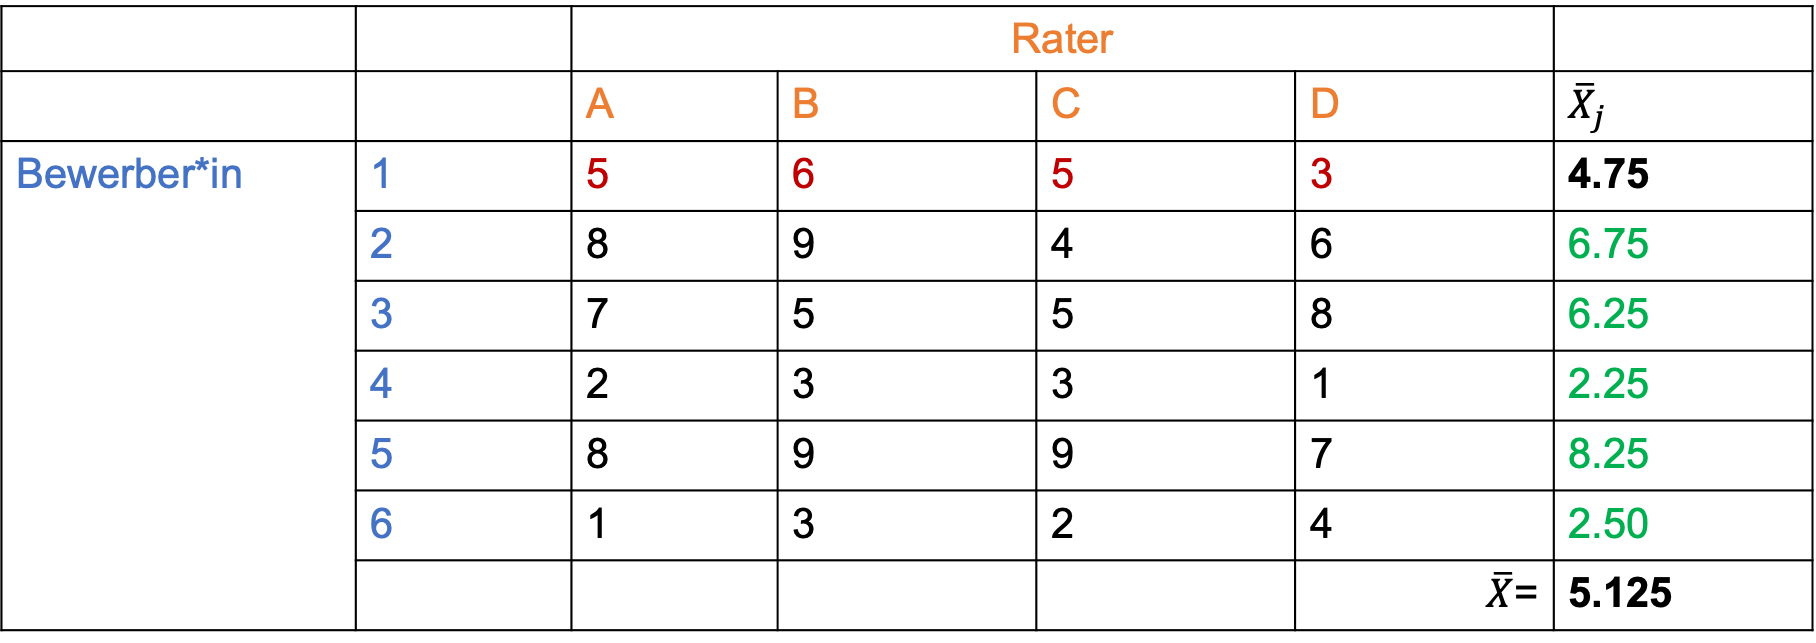 Rater
A B C D X̄j
Bewerber*in 1 5 6 5 3 4.75
2 8 9 4 6 6.75
3 7 5 5 8 6.25
4 2 3 3 1 2.25
5 8 9 9 7 8.25
6 1 3 2 4 2.50
X̄= 5.125